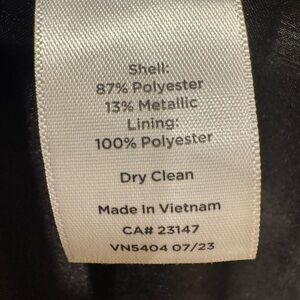 Shell:
87% Polyester
13% Metallic
Lining:
100% Polyester
Dry Clean
Made in Vietnam
CA# 23147
VN5404 07/23